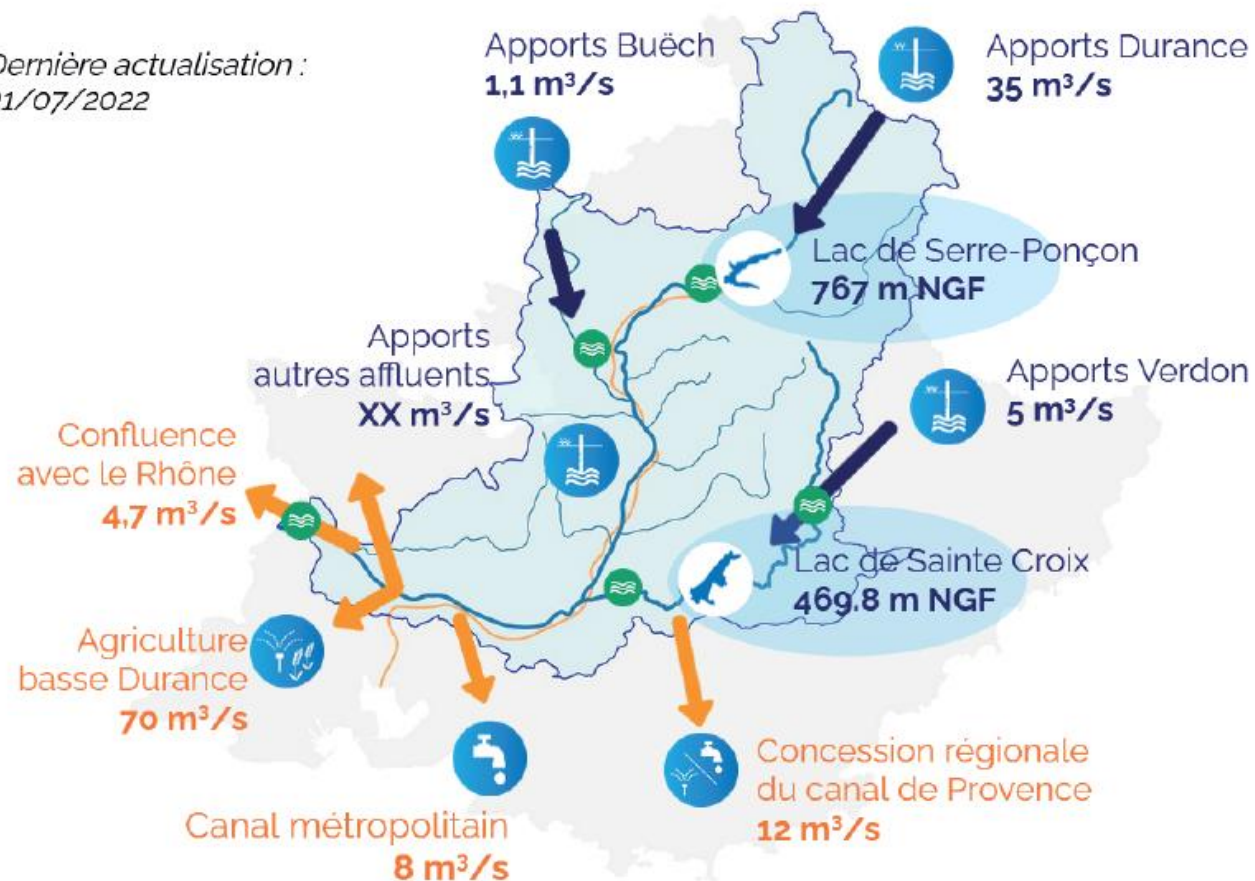 Dernière actualisation :
01/07/2022
Apports Buëch
1,1 m³/s
Apports Durance
35 m³/s
Lac de Serre-Ponçon
767 m NGF
Apports
autres affluents
XX m³/s
Apports Verdon
5 m³/s
Confluence
avec le Rhône
4,7 m³/s
Lac de Sainte Croix
469.8 m NGF
Agriculture
basse Durance
70 m³/s
Concession régionale
du canal de Provence
12 m³/s
Canal métropolitain
8 m³/s